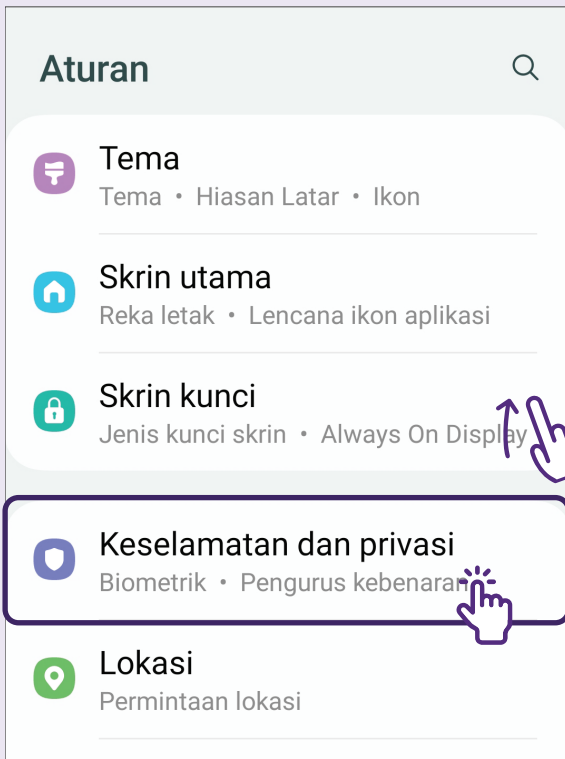 Aturan
Tema
Tema • Hiasan Latar • Ikon
Skrin utama
Reka letak • Lencana ikon aplikasi
Skrin kunci
Jenis kunci skrin • Always On Display
Keselamatan dan privasi
Biometrik • Pengurus kebenaran
Lokasi
Permintaan lokasi